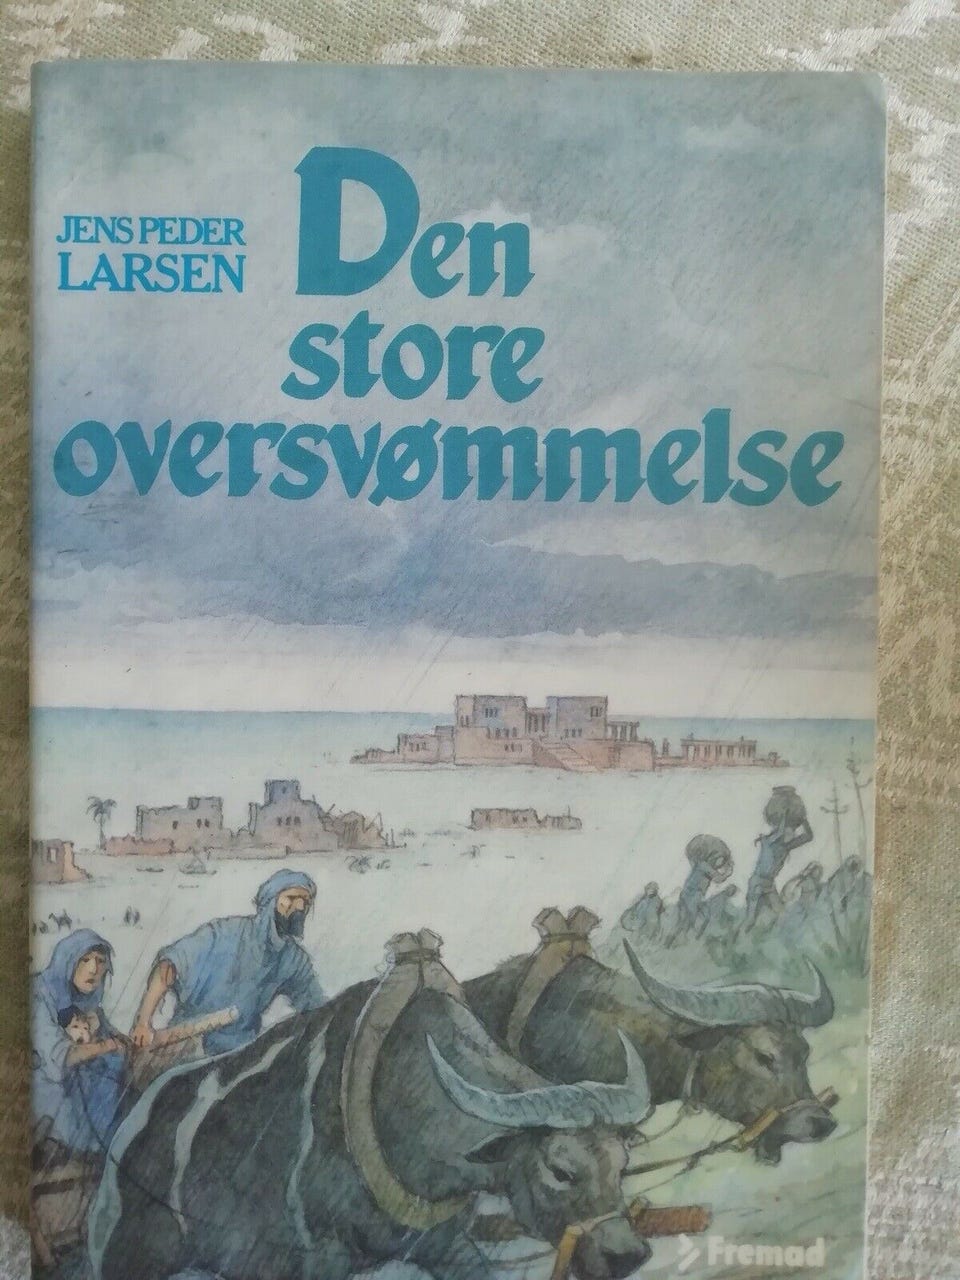 JENS PEDER
LARSEN
Den
store
oversvømmelse
Fremad